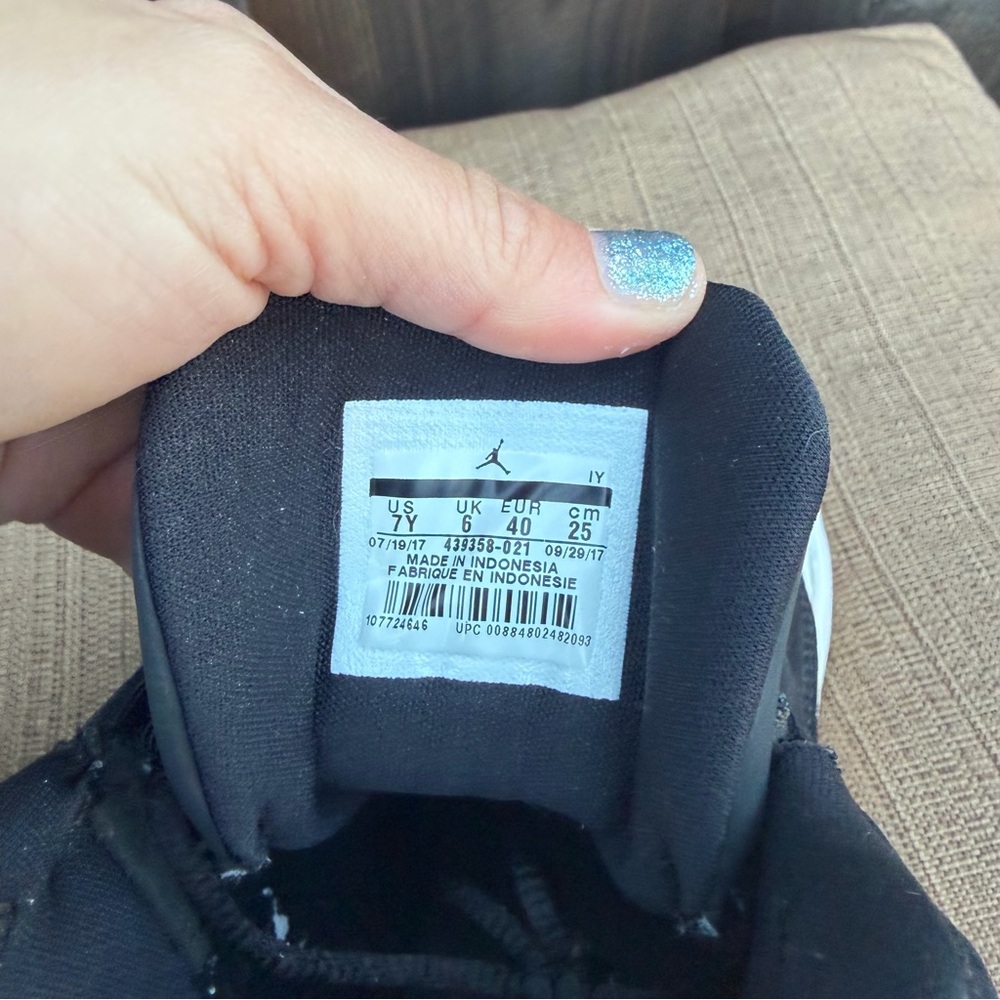 IY
US UK EUR cm
7Y 6 40 25
07/19/17 439358-021 09/29/17
MADE IN INDONESIA
FABRIQUE EN INDONESIE
107724646 UPC 00884802482093